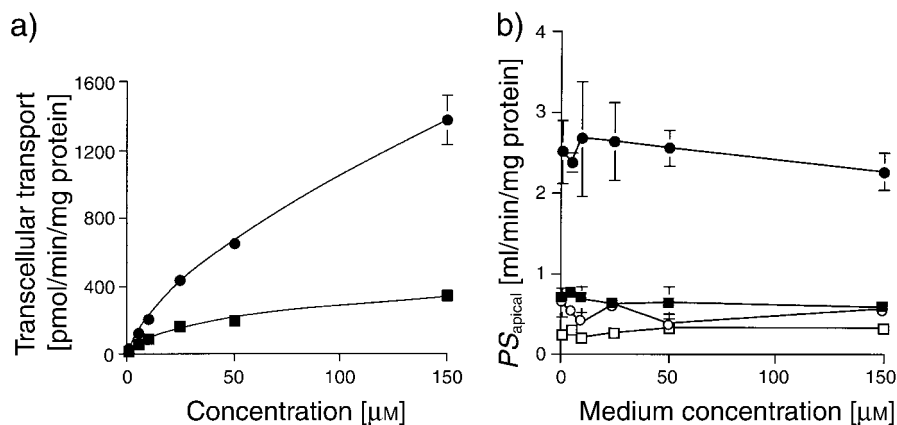 a)
Transcellular transport
[pmol/min/mg protein]
1600
1200
800
400
0
0
50
100
150
Concentration [μM]
b)
PSapical [ml/min/mg protein]
4
3
2
1
0
0
50
100
150
Medium concentration [μM]